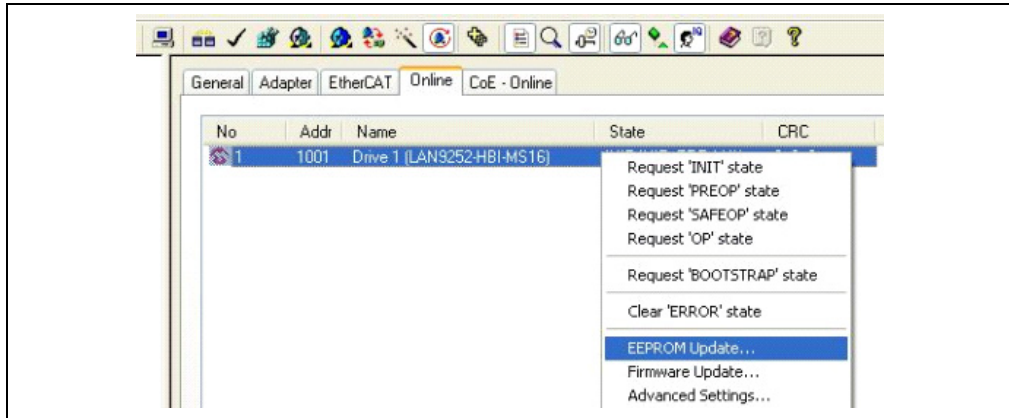 General Adapter EtherCAT Online CoE - Online
No Addr Name State CRC
1 1001 Drive 1 (LAN9252-HBI-MS16)
Request 'INIT' state
Request 'PREOP' state
Request 'SAFEOP' state
Request 'OP' state
Request 'BOOTSTRAP' state
Clear 'ERROR' state
EEPROM Update...
Firmware Update...
Advanced Settings...